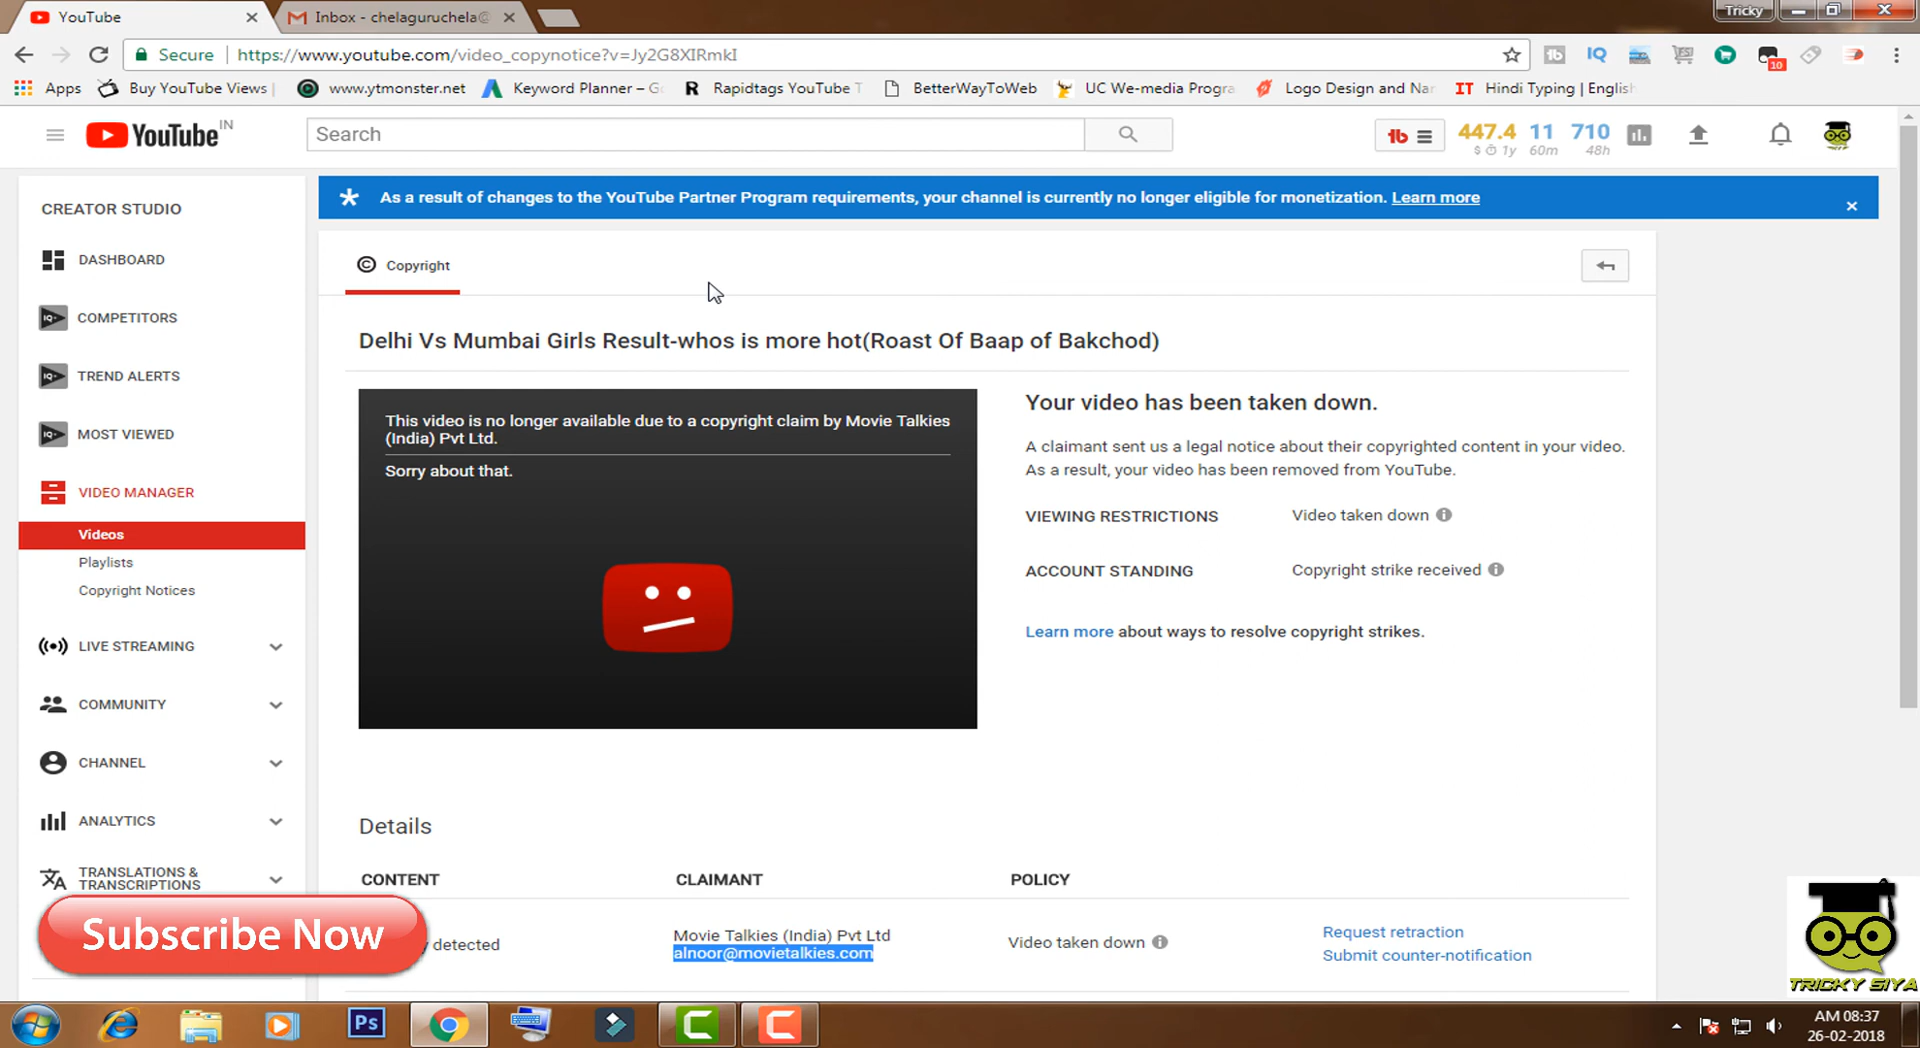 YouTube
Inbox - chelaguruchela@
Tricky
Secure
https://www.youtube.com/video_copynotice?v=Jy2G8XIRmkI
IQ
10
Apps
Buy YouTube Views
www.ytmonster.net
Keyword Planner – Go
R Rapidtags YouTube T
BetterWayToWeb
UC We-media Progra
Logo Design and Nar
IT Hindi Typing | English
YouTube IN
Search
447.4 11 710
$ 1y 60m 48h
CREATOR STUDIO
DASHBOARD
COMPETITORS
TREND ALERTS
MOST VIEWED
VIDEO MANAGER
Videos
Playlists
Copyright Notices
LIVE STREAMING
COMMUNITY
CHANNEL
ANALYTICS
TRANSLATIONS &
TRANSCRIPTIONS
Subscribe Now
As a result of changes to the YouTube Partner Program requirements, your channel is currently no longer eligible for monetization. Learn more
Copyright
Delhi Vs Mumbai Girls Result-whos is more hot(Roast Of Baap of Bakchod)
This video is no longer available due to a copyright claim by Movie Talkies
(India) Pvt Ltd.
Sorry about that.
Your video has been taken down.
A claimant sent us a legal notice about their copyrighted content in your video.
As a result, your video has been removed from YouTube.
VIEWING RESTRICTIONS Video taken down
ACCOUNT STANDING Copyright strike received
Learn more about ways to resolve copyright strikes.
Details
CONTENT CLAIMANT POLICY
detected
Movie Talkies (India) Pvt Ltd
alnoor@movietalkies.com
Video taken down
Request retraction
Submit counter-notification
TRICKY SIYA
Ps
AM 08:37
26-02-2018